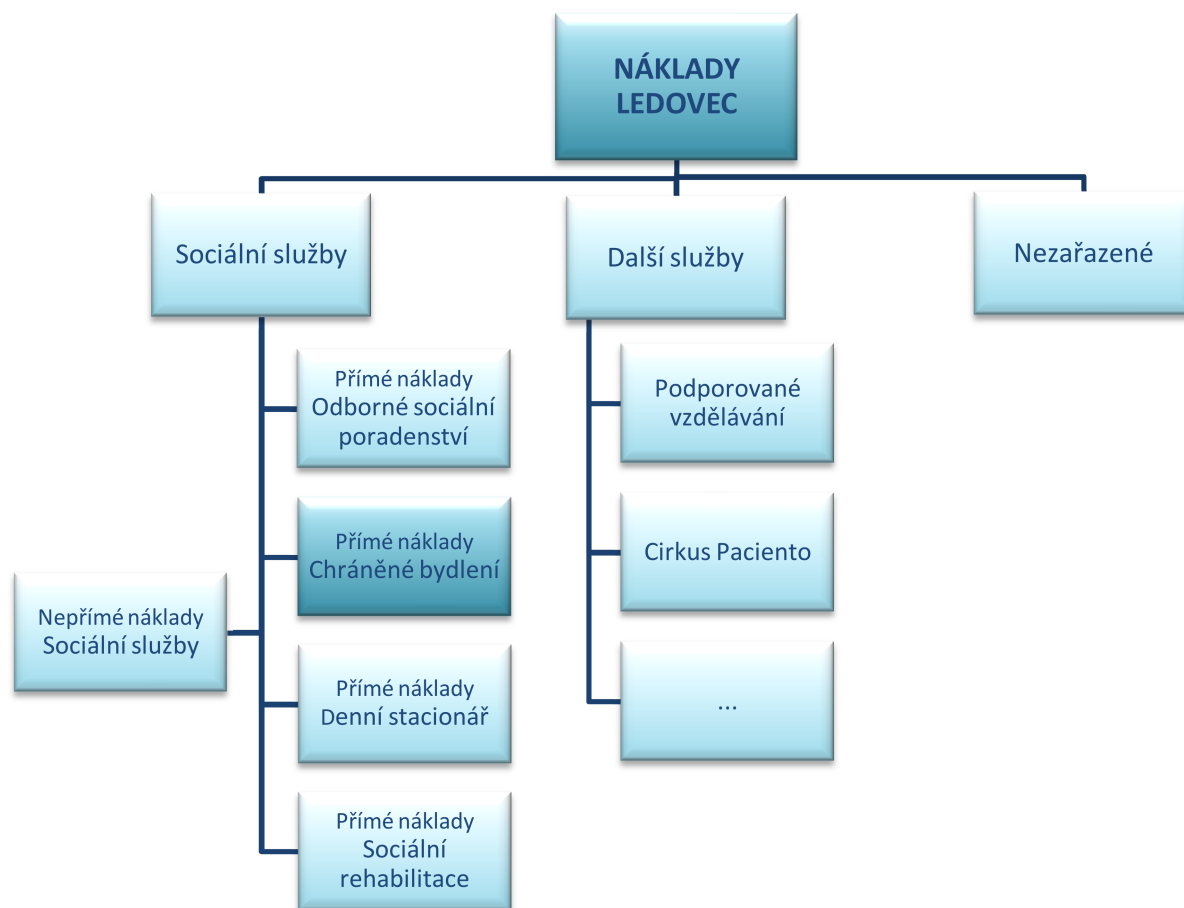 NÁKLADY
LEDOVEC
Sociální služby
Další služby
Nezařazené
Přímé náklady
Odborné sociální
poradenství
Přímé náklady
Chráněné bydlení
Nepřímé náklady
Sociální služby
Přímé náklady
Denní stacionář
Přímé náklady
Sociální
rehabilitace
Podporované
vzdělávání
Cirkus Paciento
...